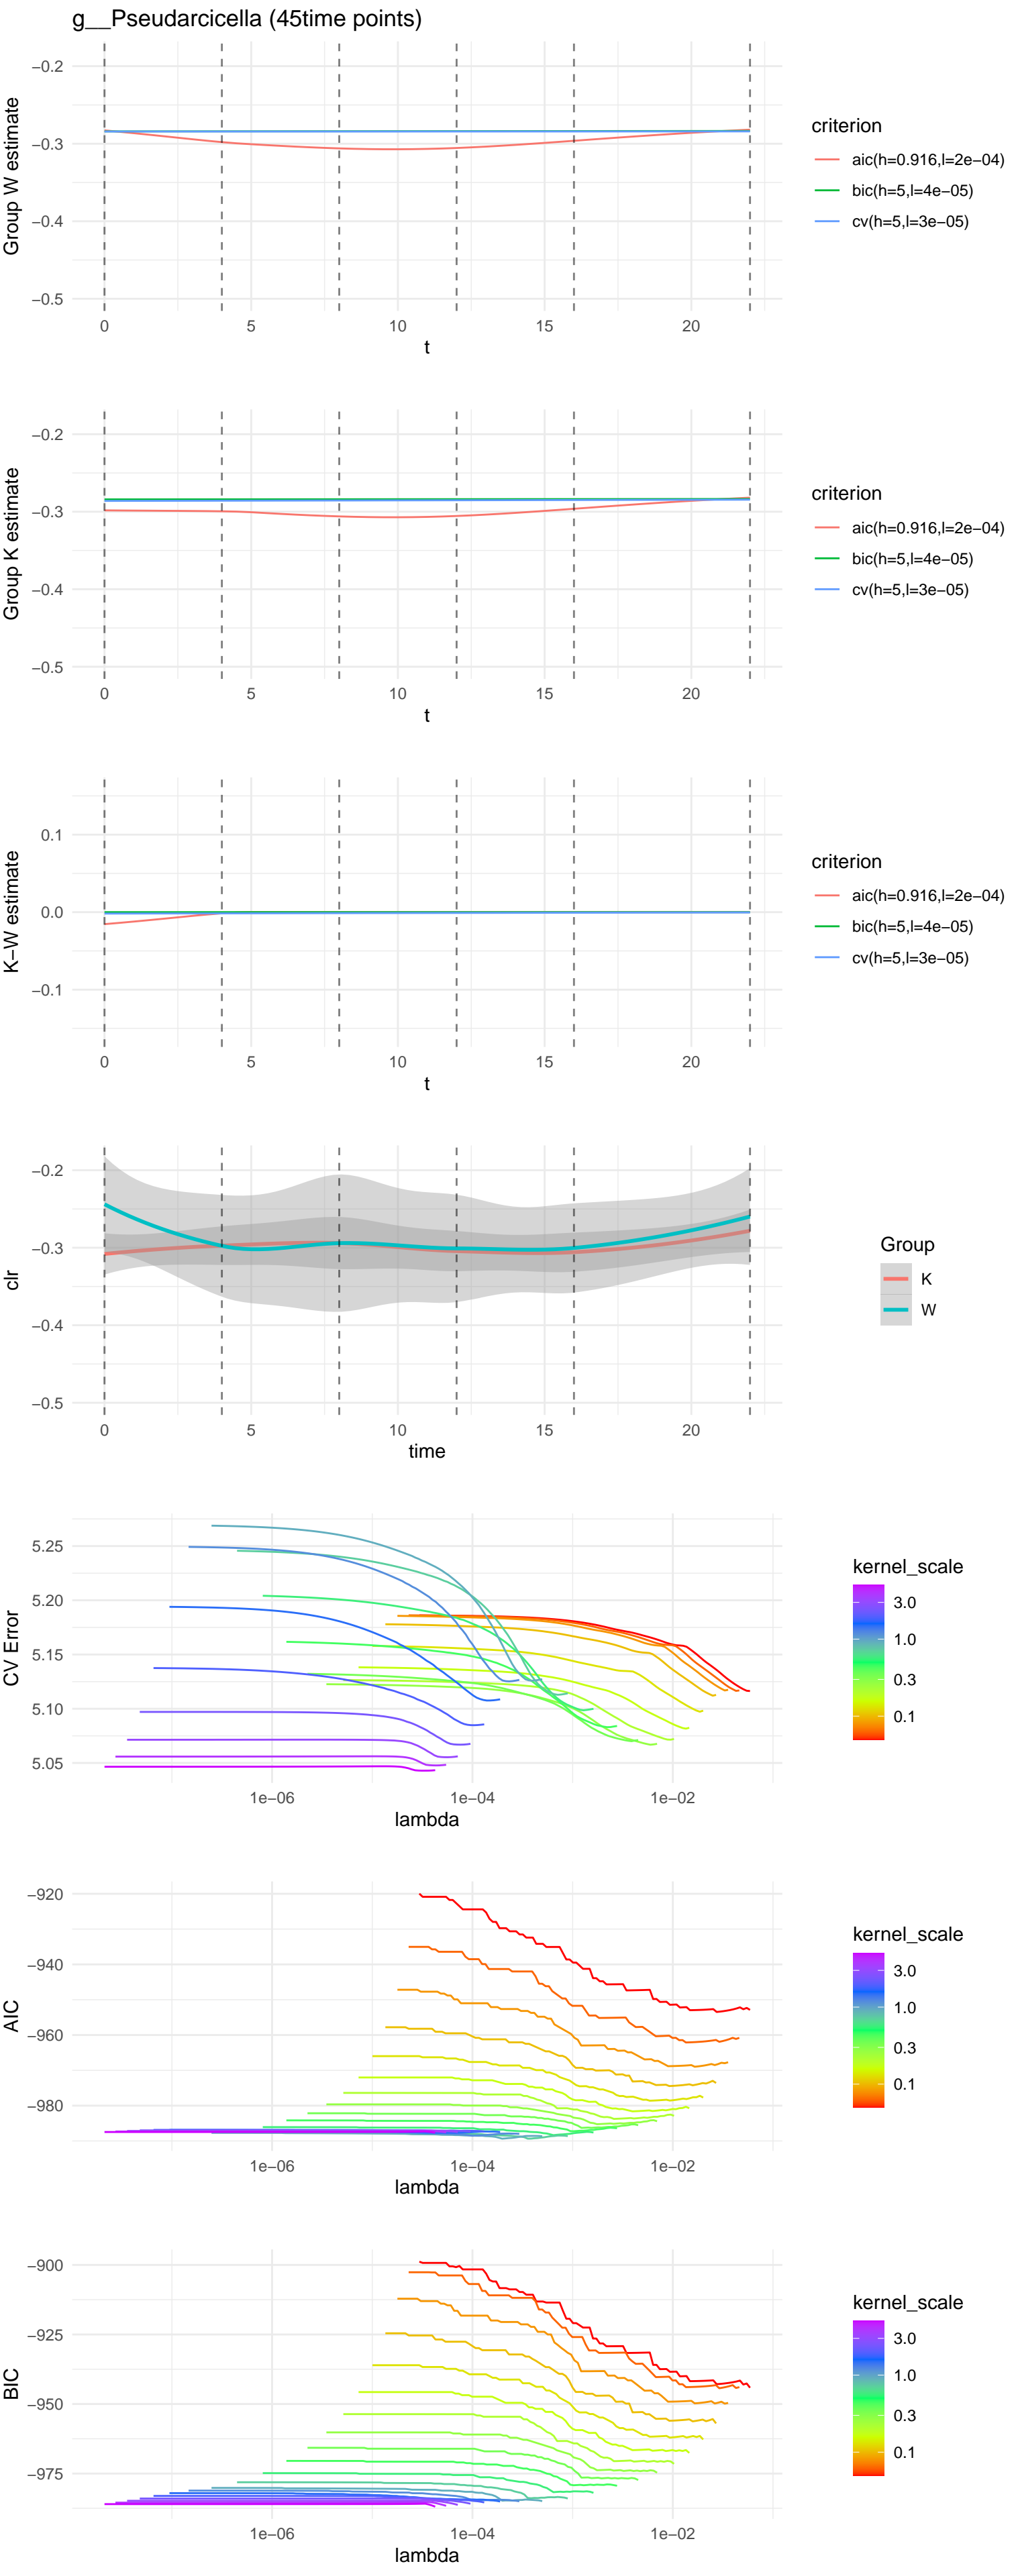 g__Pseudarcicella (45time points)
Group W estimate
−0.2
−0.3
−0.4
−0.5
0 5 10 15 20
t
criterion
aic(h=0.916,l=2e−04)
bic(h=5,l=4e−05)
cv(h=5,l=3e−05)
Group K estimate
−0.2
−0.3
−0.4
−0.5
0 5 10 15 20
t
criterion
aic(h=0.916,l=2e−04)
bic(h=5,l=4e−05)
cv(h=5,l=3e−05)
K−W estimate
0.1
0.0
−0.1
0 5 10 15 20
t
criterion
aic(h=0.916,l=2e−04)
bic(h=5,l=4e−05)
cv(h=5,l=3e−05)
clr
−0.2
−0.3
−0.4
−0.5
0 5 10 15 20
time
Group
K
W
CV Error
5.25
5.20
5.15
5.10
5.05
1e−06 1e−04 1e−02
lambda
kernel_scale
3.0
1.0
0.3
0.1
AIC
−920
−940
−960
−980
1e−06 1e−04 1e−02
lambda
kernel_scale
3.0
1.0
0.3
0.1
BIC
−900
−925
−950
−975
1e−06 1e−04 1e−02
lambda
kernel_scale
3.0
1.0
0.3
0.1